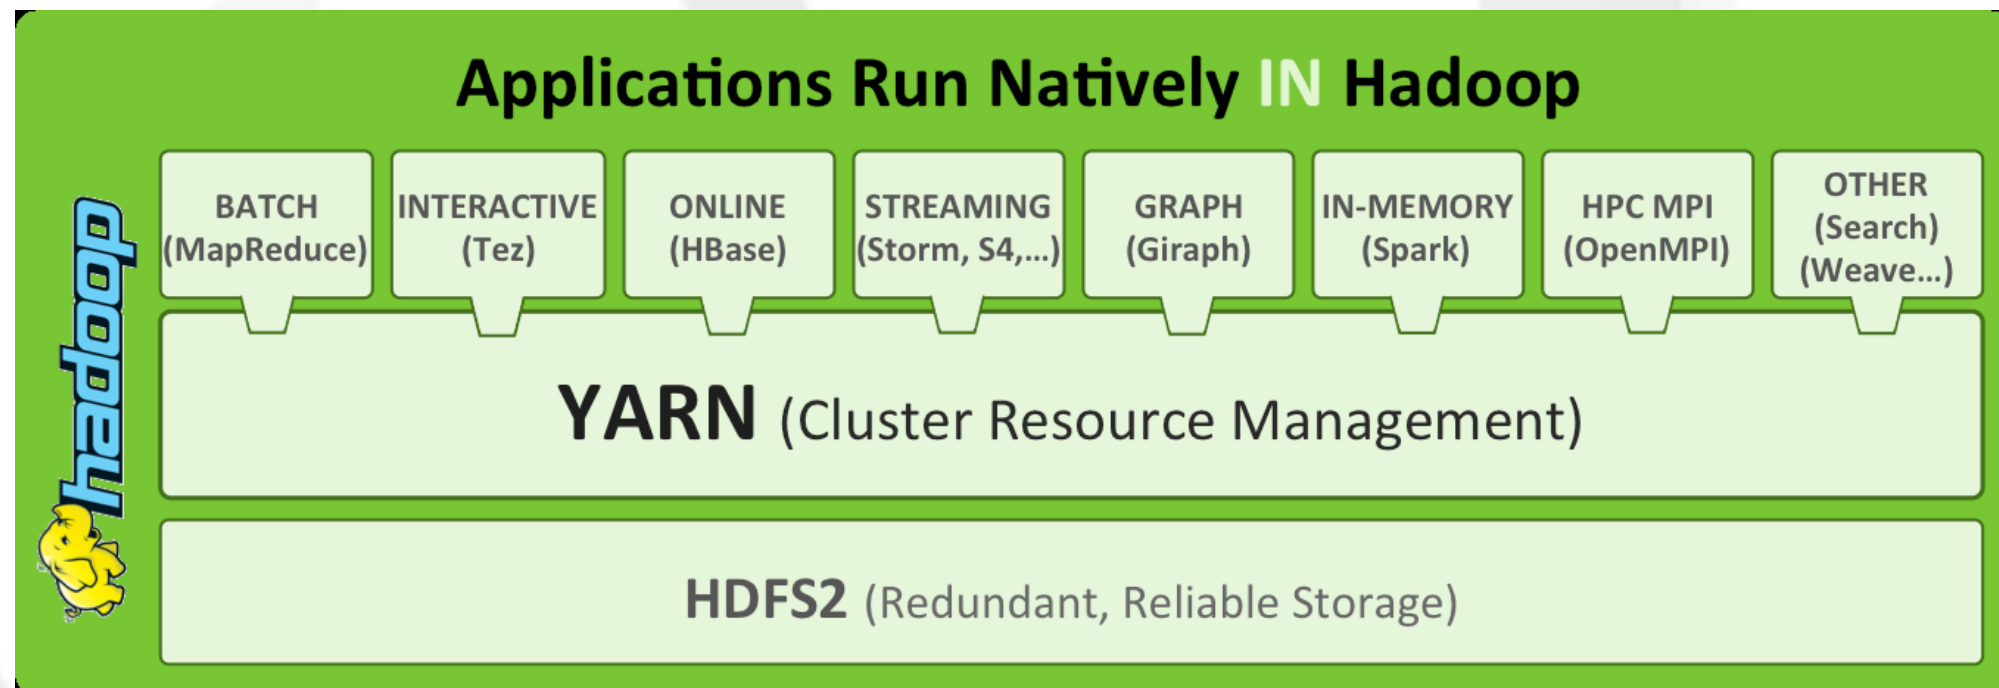 Applications Run Natively IN Hadoop
BATCH
(MapReduce)
INTERACTIVE
(Tez)
ONLINE
(HBase)
STREAMING
(Storm, S4,...)
GRAPH
(Giraph)
IN-MEMORY
(Spark)
HPC MPI
(OpenMPI)
OTHER
(Search)
(Weave...)
hadoop
YARN (Cluster Resource Management)
HDFS2 (Redundant, Reliable Storage)